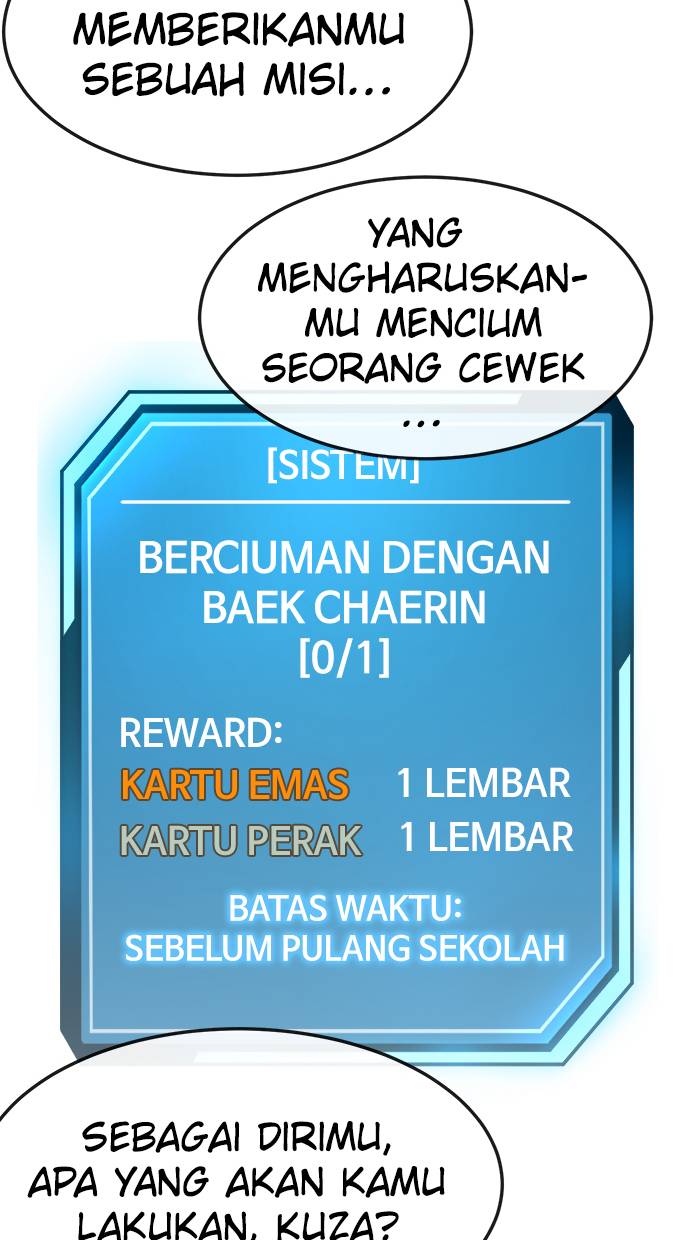 MEMBERIKANMU
SEBUAH MISI...
YANG
MENGHARUSKAN-
MU MENCIUM
SEORANG CEWEK
...
[SISTEM]
BERCIUMAN DENGAN
BAEK CHAERIN
[0/1]
REWARD:
KARTU EMAS 1 LEMBAR
KARTU PERAK 1 LEMBAR
BATAS WAKTU:
SEBELUM PULANG SEKOLAH
SEBAGAI DIRIMU,
APA YANG AKAN KAMU
LAKUKAN, KUZA?